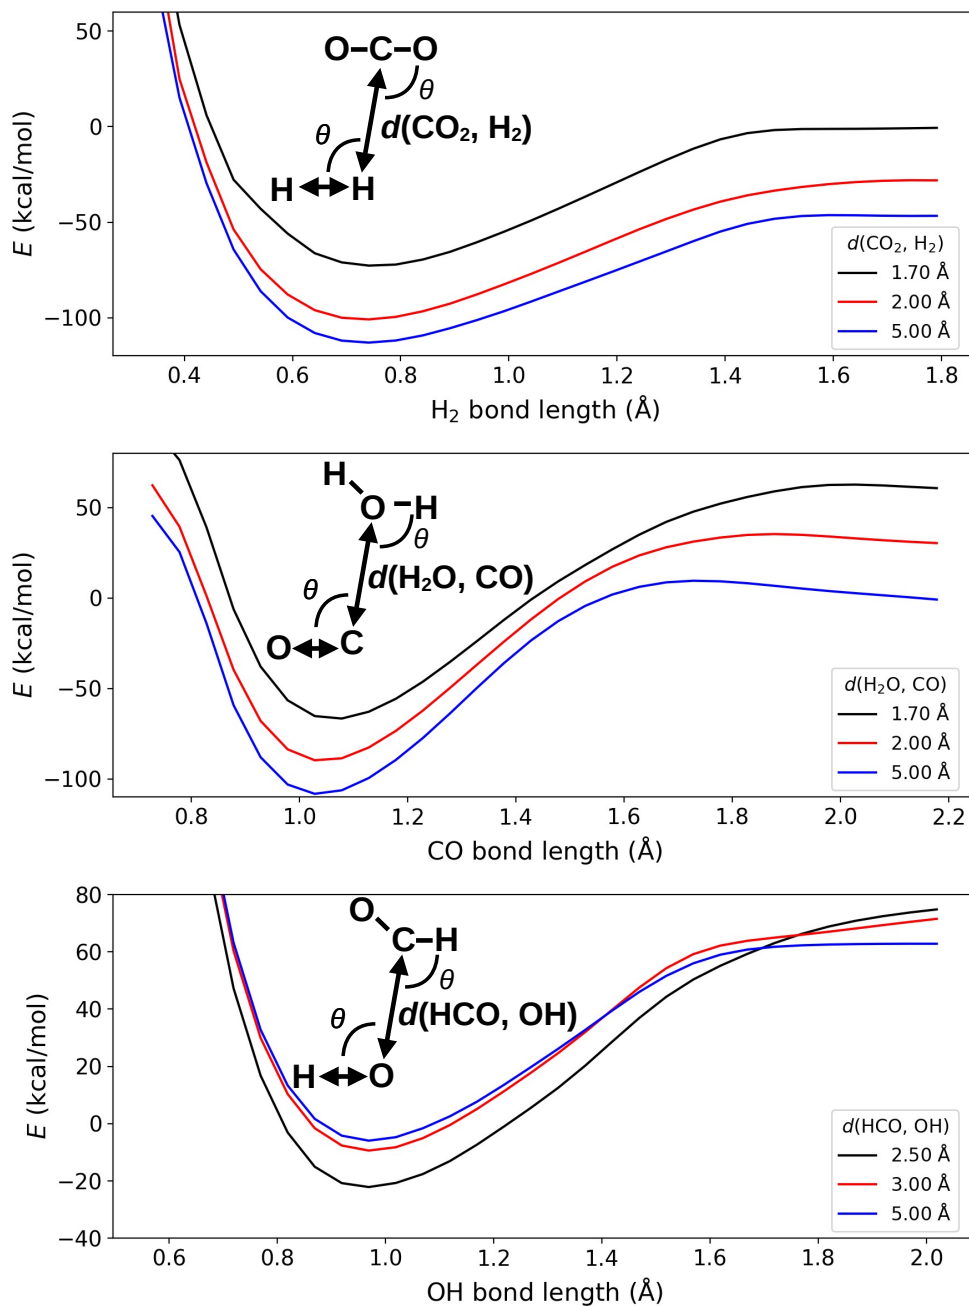 O–C–O
θ
θ
d(CO₂, H₂)
H H
E (kcal/mol)
50
0
−50
−100
d(CO₂, H₂)
1.70 Å
2.00 Å
5.00 Å
0.4 0.6 0.8 1.0 1.2 1.4 1.6 1.8
H₂ bond length (Å)
H
O–H
θ
θ
d(H₂O, CO)
O C
E (kcal/mol)
50
0
−50
−100
d(H₂O, CO)
1.70 Å
2.00 Å
5.00 Å
0.8 1.0 1.2 1.4 1.6 1.8 2.0 2.2
CO bond length (Å)
O
C–H
θ
θ
d(HCO, OH)
H O
E (kcal/mol)
80
60
40
20
0
−20
−40
d(HCO, OH)
2.50 Å
3.00 Å
5.00 Å
0.6 0.8 1.0 1.2 1.4 1.6 1.8 2.0
OH bond length (Å)